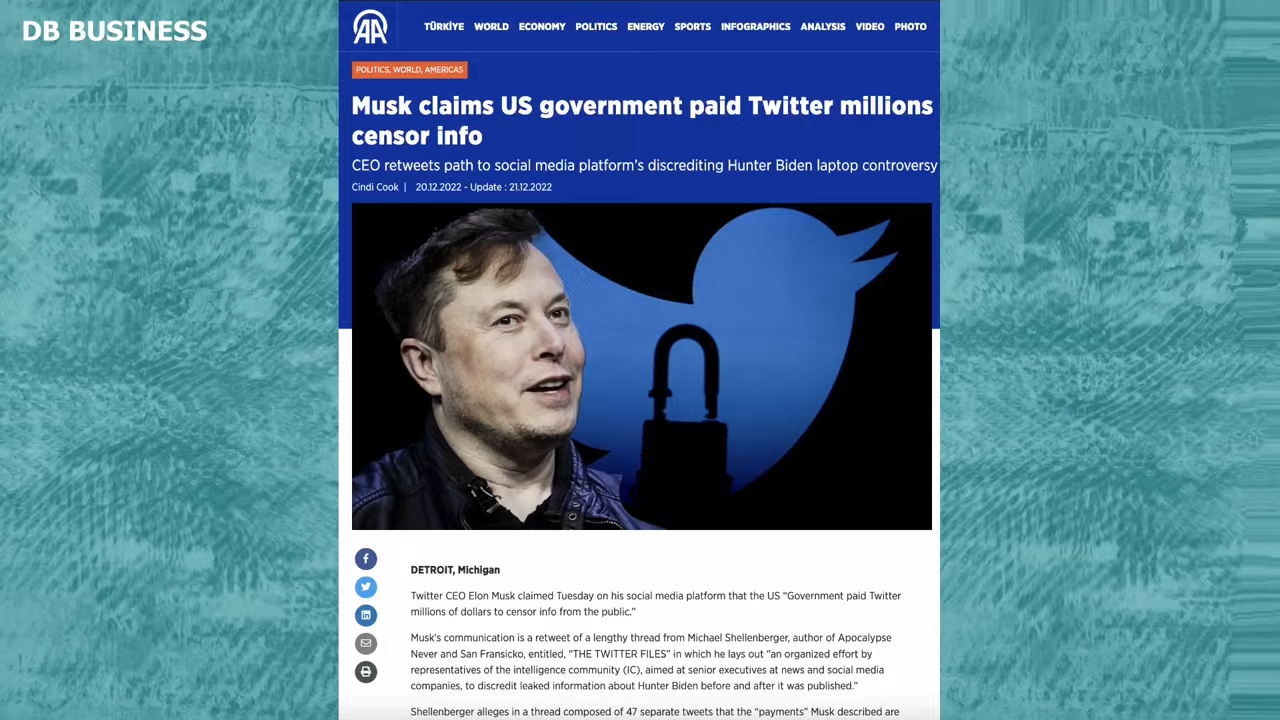 DB BUSINESS
AA
TÜRKİYE WORLD ECONOMY POLITICS ENERGY SPORTS INFOGRAPHICS ANALYSIS VIDEO PHOTO
POLITICS, WORLD, AMERICAS
Musk claims US government paid Twitter millions
censor info
CEO retweets path to social media platform's discrediting Hunter Biden laptop controversy
Cindi Cook | 20.12.2022 - Update : 21.12.2022
DETROIT, Michigan
Twitter CEO Elon Musk claimed Tuesday on his social media platform that the US “Government paid Twitter
millions of dollars to censor info from the public.”
Musk's communication is a retweet of a lengthy thread from Michael Shellenberger, author of Apocalypse
Never and San Fransicko, entitled, “THE TWITTER FILES” in which he lays out “an organized effort by
representatives of the intelligence community (IC), aimed at senior executives at news and social media
companies, to discredit leaked information about Hunter Biden before and after it was published.”
Shellenberger alleges in a thread composed of 47 separate tweets that the “payments” Musk described are